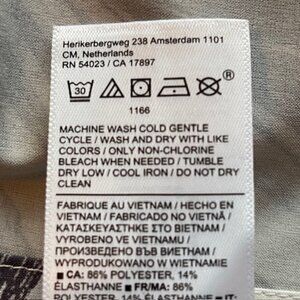 Herikerbergweg 238 Amsterdam 1101
CM, Netherlands
RN 54023 / CA 17897
30
®
1166
MACHINE WASH COLD GENTLE
CYCLE / WASH AND DRY WITH LIKE
COLORS / ONLY NON-CHLORINE
BLEACH WHEN NEEDED / TUMBLE
DRY LOW / COOL IRON / DO NOT DRY
CLEAN
FABRIQUE AU VIETNAM / HECHO EN
VIETNAM / FABRICADO NO VIETNÃ /
ΚΑΤΑΣΚΕΥΑΣΤΗΚΕ ΣΤΟ ΒΙΕΤΝΑΜ /
VYROBENO VE VIETNAMU /
ПРОИЗВЕДЕНО ВЪВ ВИЕТНАМ /
WYPRODUKOWANO W WIETNAMIE
■ CA: 86% POLYESTER, 14%
ÉLASTHANNE ■ FR/MA: 86%
POLYESTER, 14% ÉLASTHANNE ■